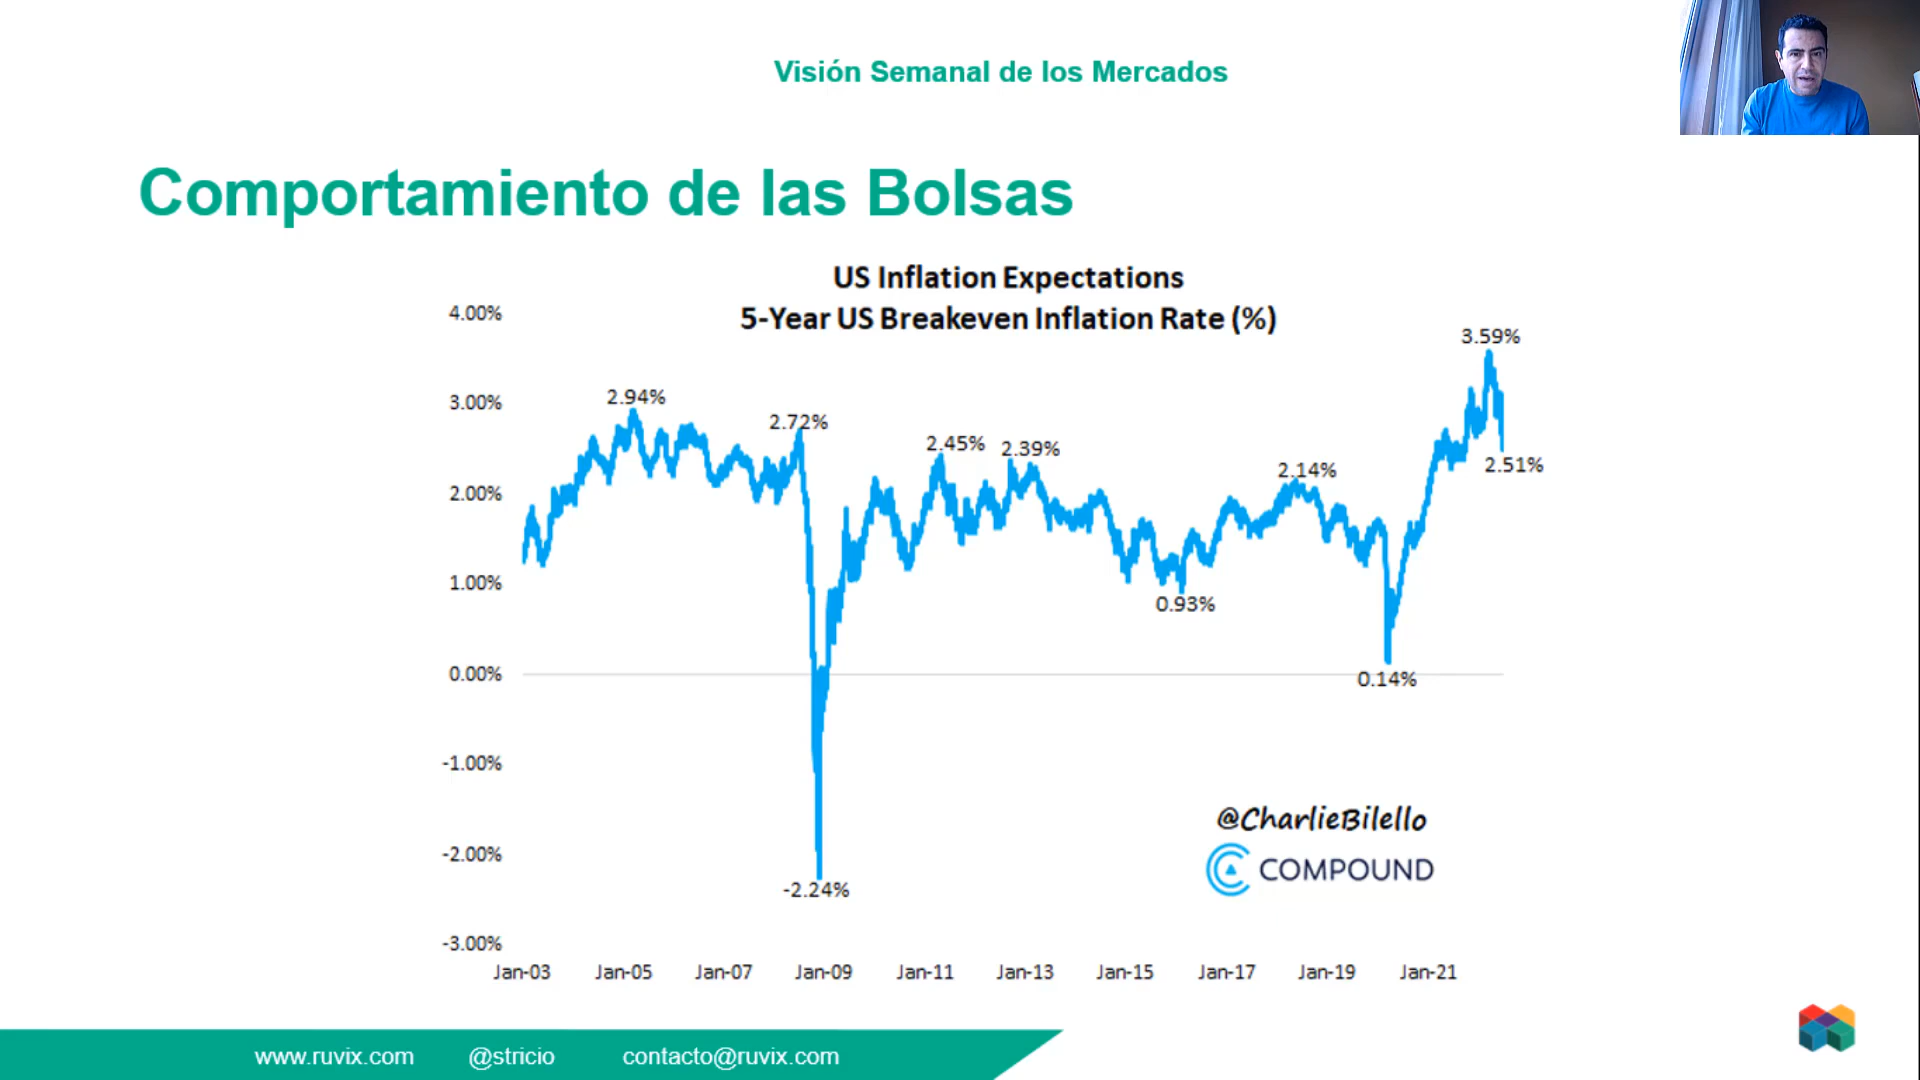 Visión Semanal de los Mercados
Comportamiento de las Bolsas
US Inflation Expectations
5-Year US Breakeven Inflation Rate (%)
4.00%
3.00%
2.00%
1.00%
0.00%
-1.00%
-2.00%
-3.00%
2.94%
2.72%
-2.24%
2.45%
2.39%
0.93%
2.14%
0.14%
3.59%
2.51%
@CharlieBilello
COMPOUND
Jan-03 Jan-05 Jan-07 Jan-09 Jan-11 Jan-13 Jan-15 Jan-17 Jan-19 Jan-21
www.ruvix.com @stricio contacto@ruvix.com